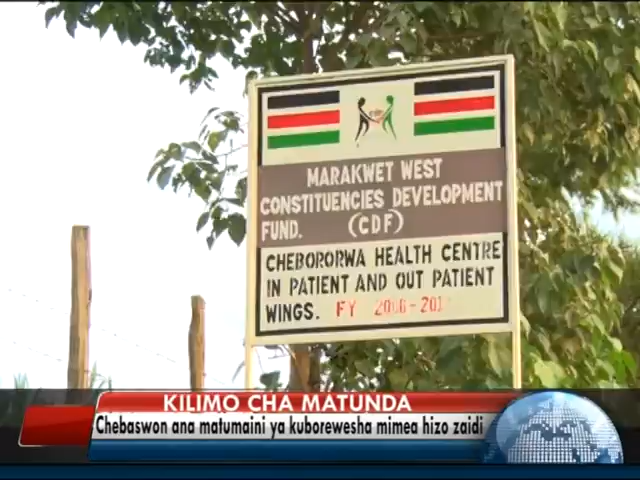 MARAKWET WEST
CONSTITUENCIES DEVELOPMENT
FUND. (CDF)
CHEBORORWA HEALTH CENTRE
IN PATIENT AND OUT PATIENT
WINGS. FY
KILIMO CHA MATUNDA
Chebaswon ana matumaini ya kuborewesha mimea hizo zaidi